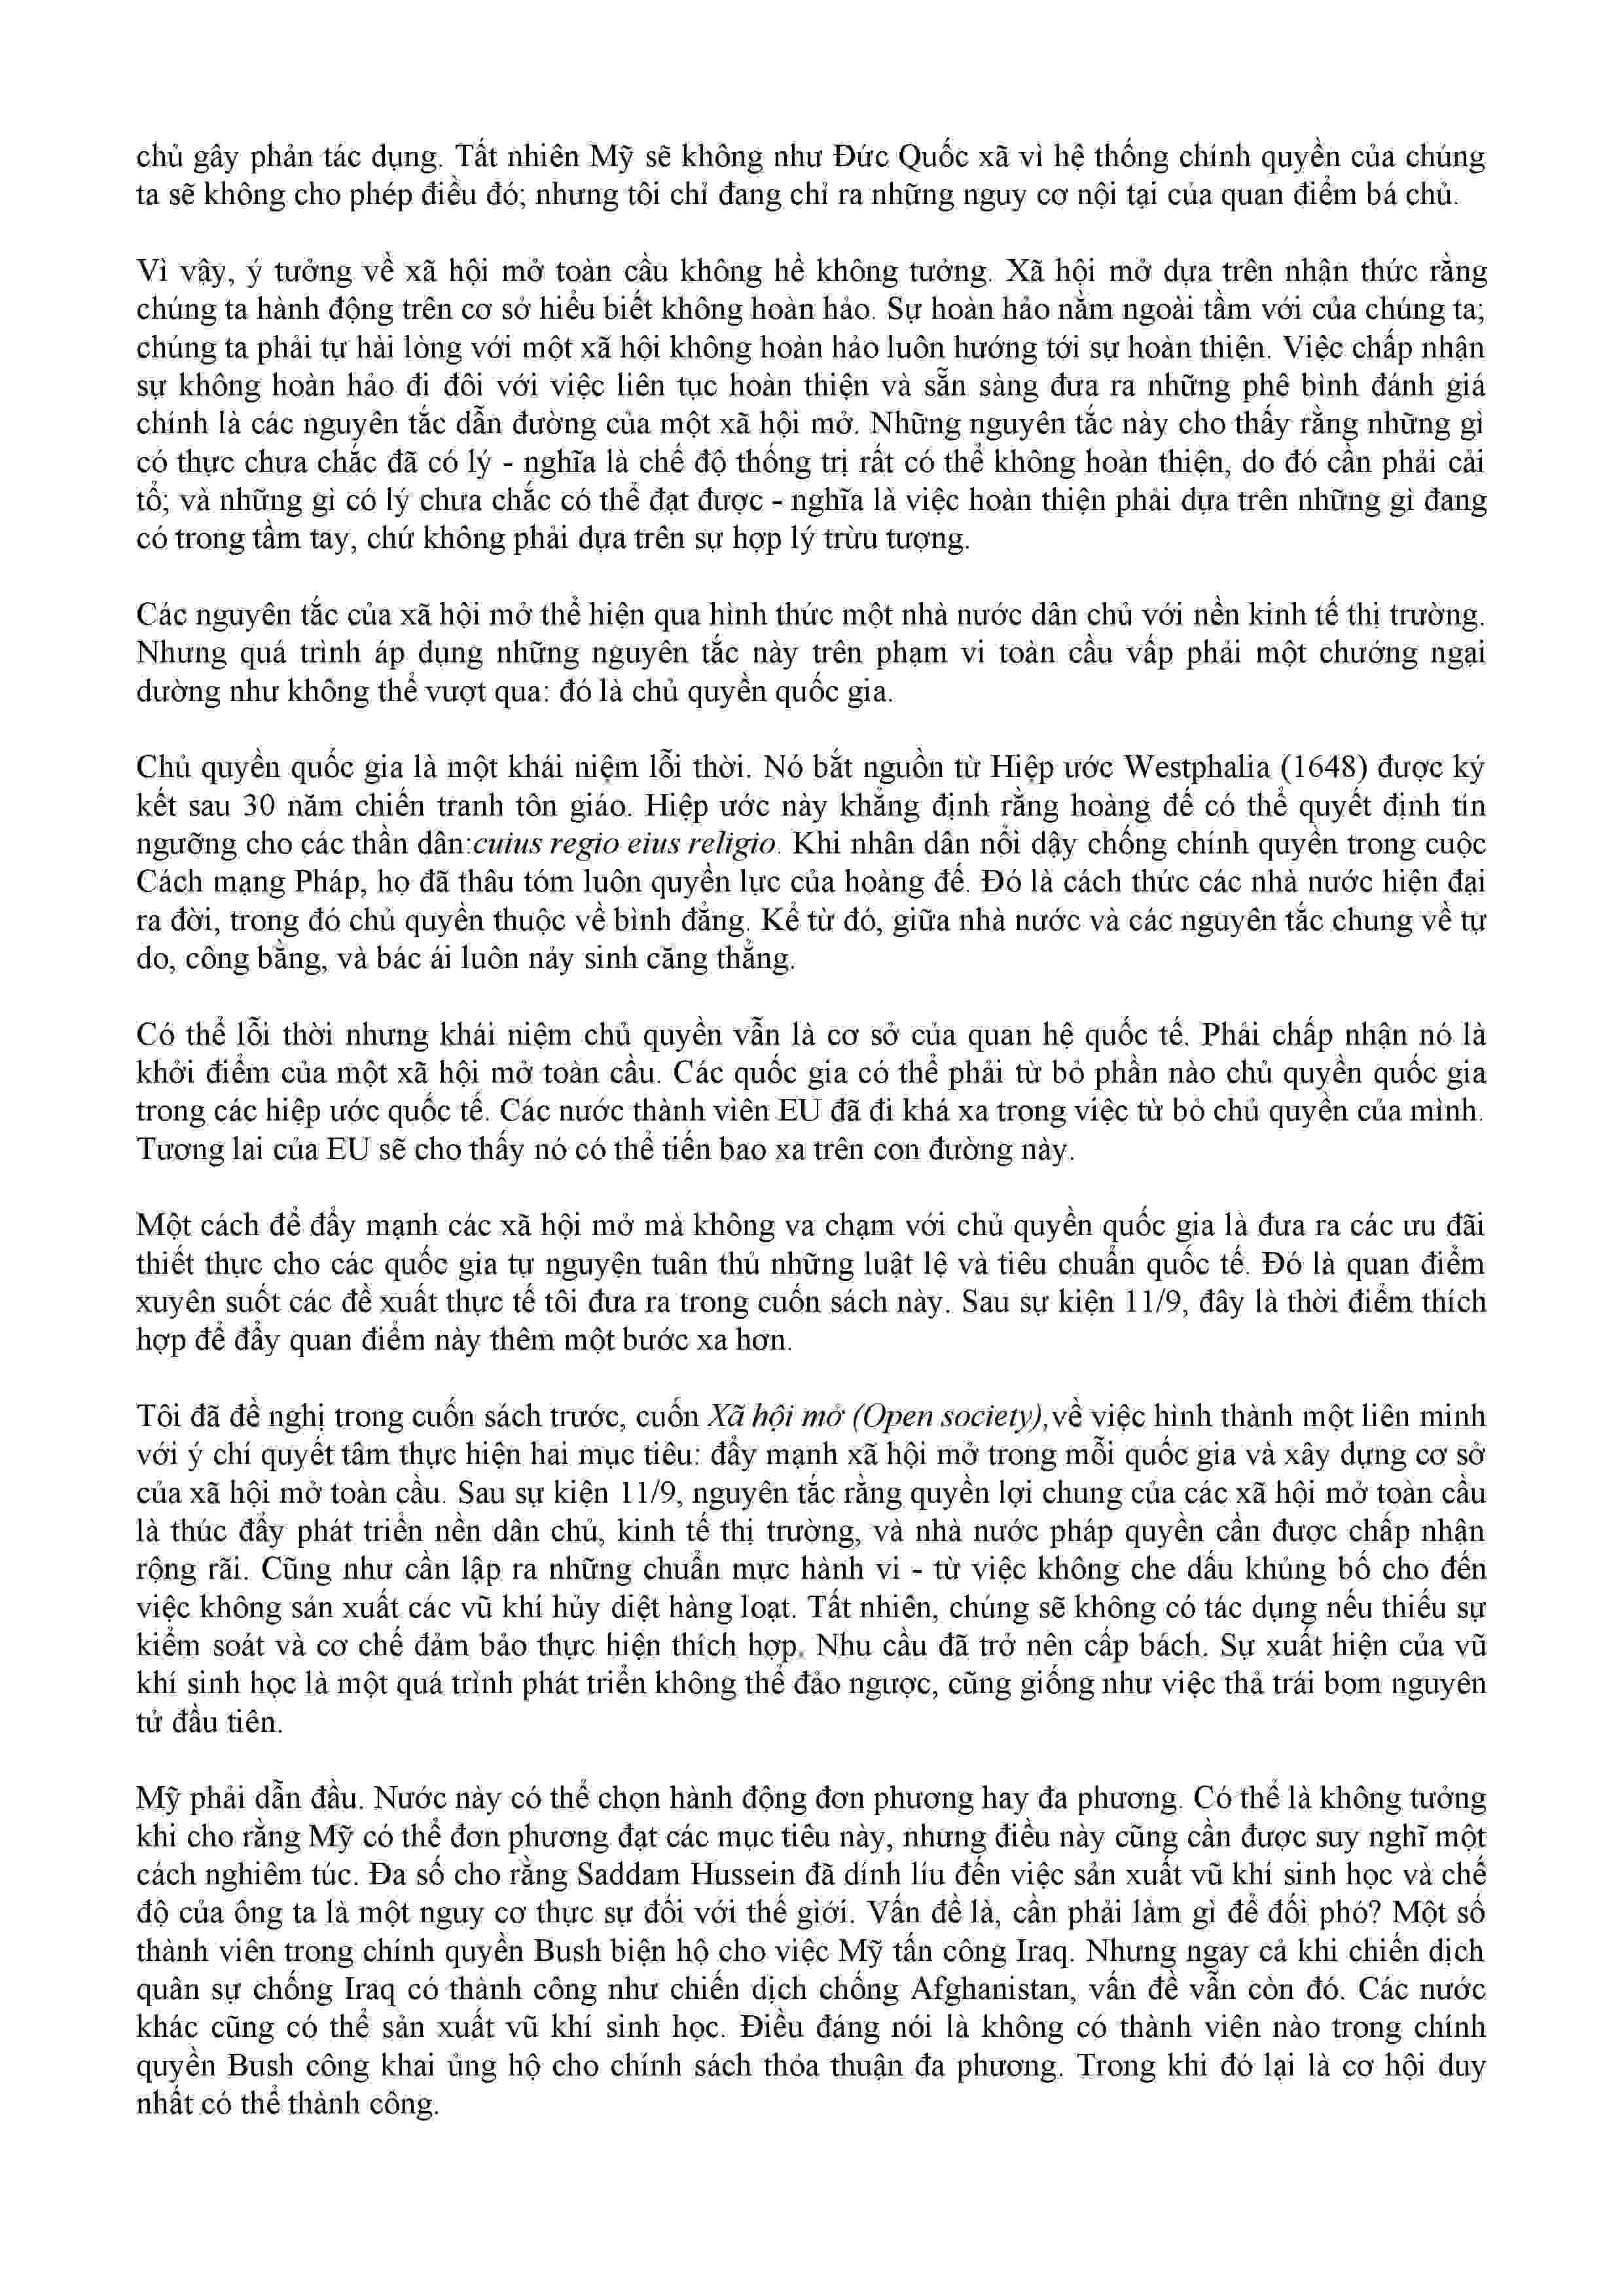 chủ gây phản tác dụng. Tất nhiên Mỹ sẽ không như Đức Quốc xã vì hệ thống chính quyền của chúng
ta sẽ không cho phép điều đó; nhưng tôi chỉ đang chỉ ra những nguy cơ nội tại của quan điểm bá chủ.
Vì vậy, ý tưởng về xã hội mở toàn cầu không hề không tưởng. Xã hội mở dựa trên nhận thức rằng
chúng ta hành động trên cơ sở hiểu biết không hoàn hảo. Sự hoàn hảo nằm ngoài tầm với của chúng ta;
chúng ta phải tự hài lòng với một xã hội không hoàn hảo luôn hướng tới sự hoàn thiện. Việc chấp nhận
sự không hoàn hảo đi đôi với việc liên tục hoàn thiện và sẵn sàng đưa ra những phê bình đánh giá
chính là các nguyên tắc dẫn đường của một xã hội mở. Những nguyên tắc này cho thấy rằng những gì
có thực chưa chắc đã có lý - nghĩa là chế độ thống trị rất có thể không hoàn thiện, do đó cần phải cải
tổ; và những gì có lý chưa chắc có thể đạt được - nghĩa là việc hoàn thiện phải dựa trên những gì đang
có trong tầm tay, chứ không phải dựa trên sự hợp lý trừu tượng.
Các nguyên tắc của xã hội mở thể hiện qua hình thức một nhà nước dân chủ với nền kinh tế thị trường.
Nhưng quá trình áp dụng những nguyên tắc này trên phạm vi toàn cầu vấp phải một chướng ngại
dường như không thể vượt qua: đó là chủ quyền quốc gia.
Chủ quyền quốc gia là một khái niệm lỗi thời. Nó bắt nguồn từ Hiệp ước Westphalia (1648) được ký
kết sau 30 năm chiến tranh tôn giáo. Hiệp ước này khẳng định rằng hoàng đế có thể quyết định tín
ngưỡng cho các thần dân:cuius regio eius religio. Khi nhân dân nổi dậy chống chính quyền trong cuộc
Cách mạng Pháp, họ đã thâu tóm luôn quyền lực của hoàng đế. Đó là cách thức các nhà nước hiện đại
ra đời, trong đó chủ quyền thuộc về bình đẳng. Kể từ đó, giữa nhà nước và các nguyên tắc chung về tự
do, công bằng, và bác ái luôn nảy sinh căng thẳng.
Có thể lỗi thời nhưng khái niệm chủ quyền vẫn là cơ sở của quan hệ quốc tế. Phải chấp nhận nó là
khởi điểm của một xã hội mở toàn cầu. Các quốc gia có thể phải từ bỏ phần nào chủ quyền quốc gia
trong các hiệp ước quốc tế. Các nước thành viên EU đã đi khá xa trong việc từ bỏ chủ quyền của mình.
Tương lai của EU sẽ cho thấy nó có thể tiến bao xa trên con đường này.
Một cách để đẩy mạnh các xã hội mở mà không va chạm với chủ quyền quốc gia là đưa ra các ưu đãi
thiết thực cho các quốc gia tự nguyện tuân thủ những luật lệ và tiêu chuẩn quốc tế. Đó là quan điểm
xuyên suốt các đề xuất thực tế tôi đưa ra trong cuốn sách này. Sau sự kiện 11/9, đây là thời điểm thích
hợp để đẩy quan điểm này thêm một bước xa hơn.
Tôi đã đề nghị trong cuốn sách trước, cuốn Xã hội mở (Open society),về việc hình thành một liên minh
với ý chí quyết tâm thực hiện hai mục tiêu: đẩy mạnh xã hội mở trong mỗi quốc gia và xây dựng cơ sở
của xã hội mở toàn cầu. Sau sự kiện 11/9, nguyên tắc rằng quyền lợi chung của các xã hội mở toàn cầu
là thúc đẩy phát triển nền dân chủ, kinh tế thị trường, và nhà nước pháp quyền cần được chấp nhận
rộng rãi. Cũng như cần lập ra những chuẩn mực hành vi - từ việc không che dấu khủng bố cho đến
việc không sản xuất các vũ khí hủy diệt hàng loạt. Tất nhiên, chúng sẽ không có tác dụng nếu thiếu sự
kiểm soát và cơ chế đảm bảo thực hiện thích hợp. Nhu cầu đã trở nên cấp bách. Sự xuất hiện của vũ
khí sinh học là một quá trình phát triển không thể đảo ngược, cũng giống như việc thả trái bom nguyên
tử đầu tiên.
Mỹ phải dẫn đầu. Nước này có thể chọn hành động đơn phương hay đa phương. Có thể là không tưởng
khi cho rằng Mỹ có thể đơn phương đạt các mục tiêu này, nhưng điều này cũng cần được suy nghĩ một
cách nghiêm túc. Đa số cho rằng Saddam Hussein đã dính líu đến việc sản xuất vũ khí sinh học và chế
độ của ông ta là một nguy cơ thực sự đối với thế giới. Vấn đề là, cần phải làm gì để đối phó? Một số
thành viên trong chính quyền Bush biện hộ cho việc Mỹ tấn công Iraq. Nhưng ngay cả khi chiến dịch
quân sự chống Iraq có thành công như chiến dịch chống Afghanistan, vấn đề vẫn còn đó. Các nước
khác cũng có thể sản xuất vũ khí sinh học. Điều đáng nói là không có thành viên nào trong chính
quyền Bush công khai ủng hộ cho chính sách thỏa thuận đa phương. Trong khi đó lại là cơ hội duy
nhất có thể thành công.